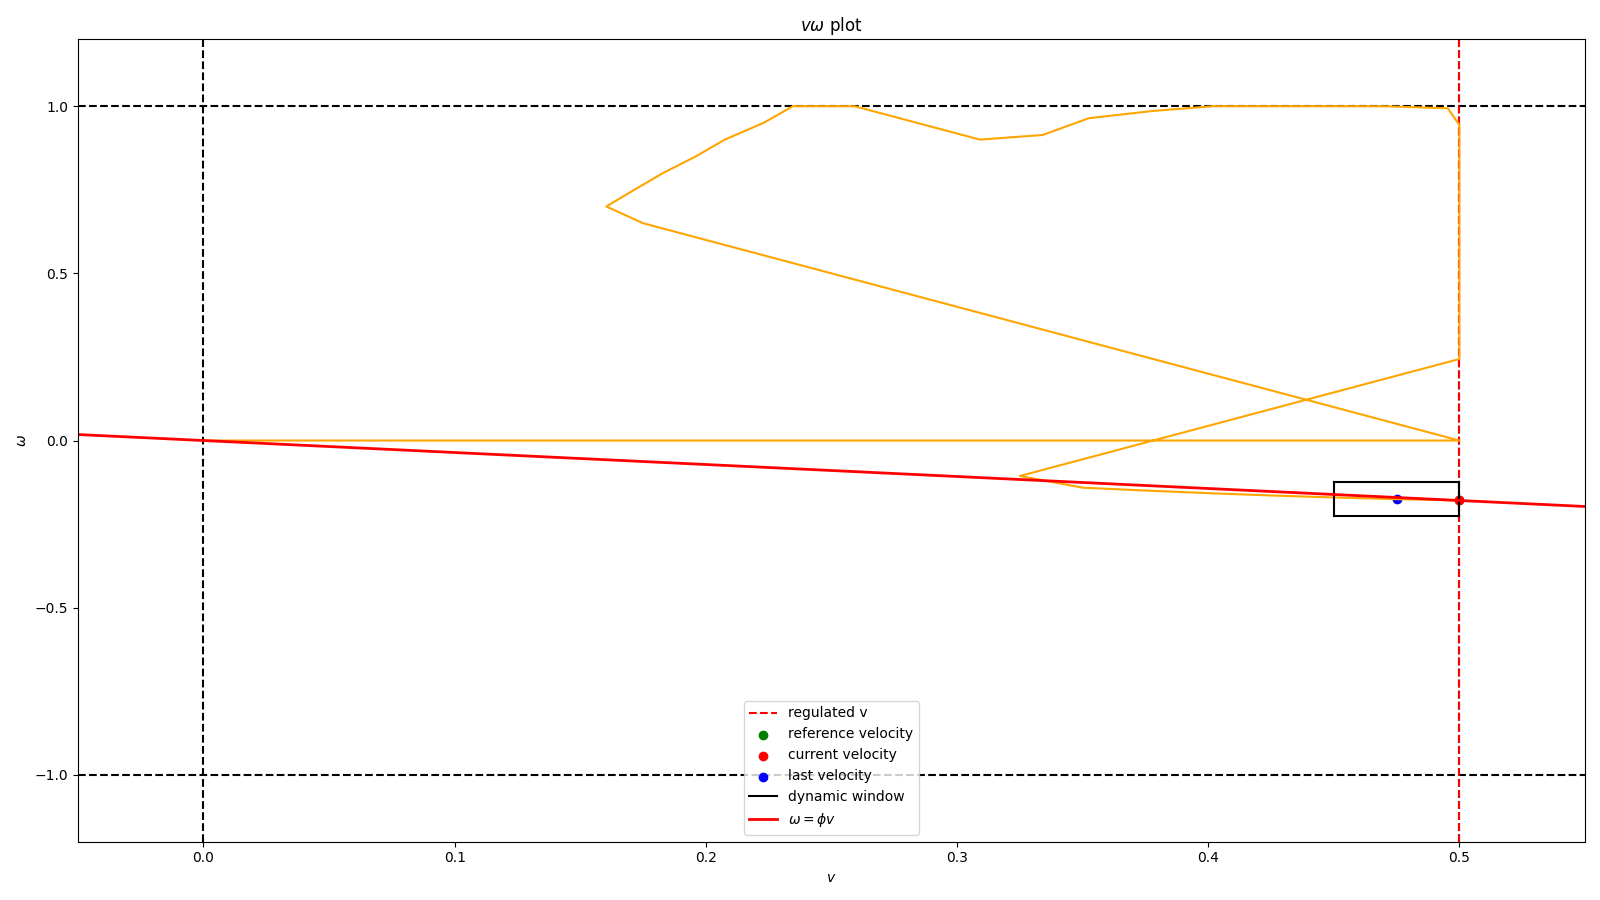 vω plot
1.0
0.5
0.0
−0.5
−1.0
ω
regulated v
reference velocity
current velocity
last velocity
dynamic window
ω = ϕv
0.0 0.1 0.2 0.3 0.4 0.5
v